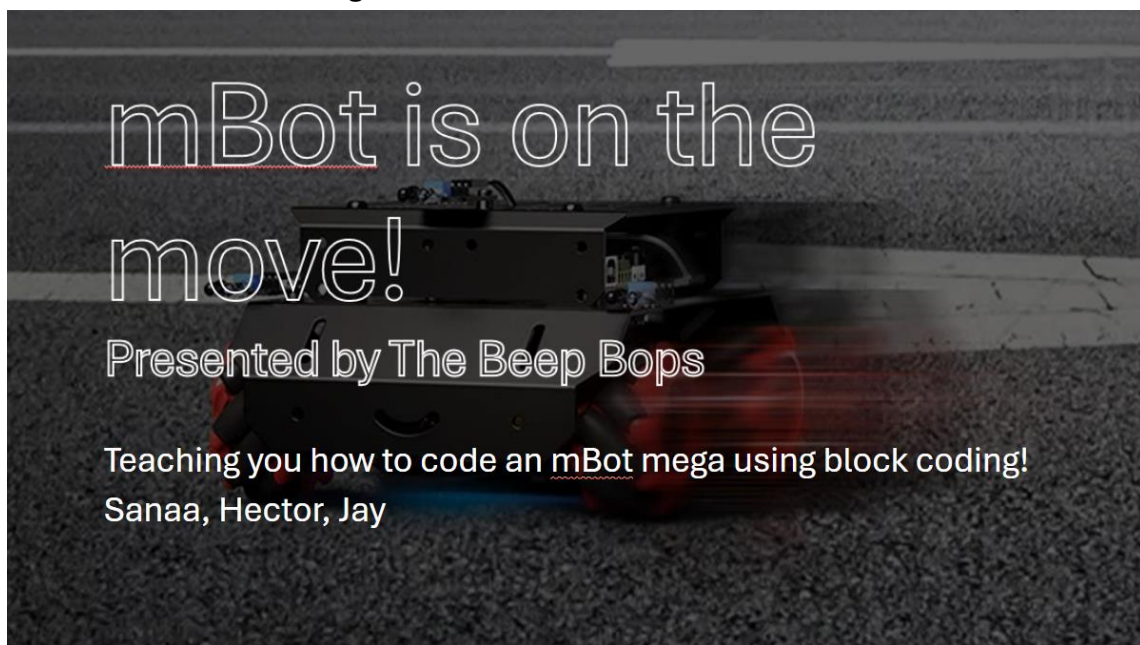 mBot is on the
move!
Presented by The Beep Bops
Teaching you how to code an mBot mega using block coding!
Sanaa, Hector, Jay